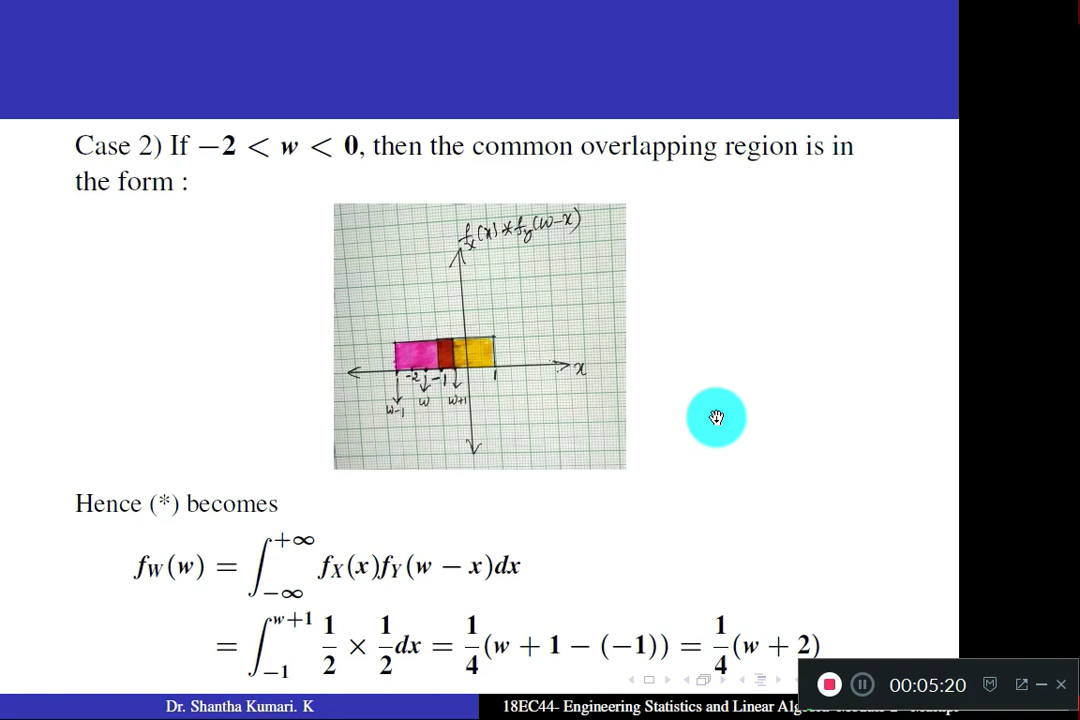 Case 2) If −2 < w < 0, then the common overlapping region is in
the form :
f_X(x) * f_Y(w−x)
-2 -1 1 x
w-1 w w+1
Hence (*) becomes
f_W(w) = ∫_{−∞}^{+∞} f_X(x)f_Y(w − x)dx
= ∫_{−1}^{w+1} 1/2 × 1/2 dx = 1/4 (w + 1 − (−1)) = 1/4 (w + 2)
00:05:20
Dr. Shantha Kumari. K 18EC44- Engineering Statistics and Linear